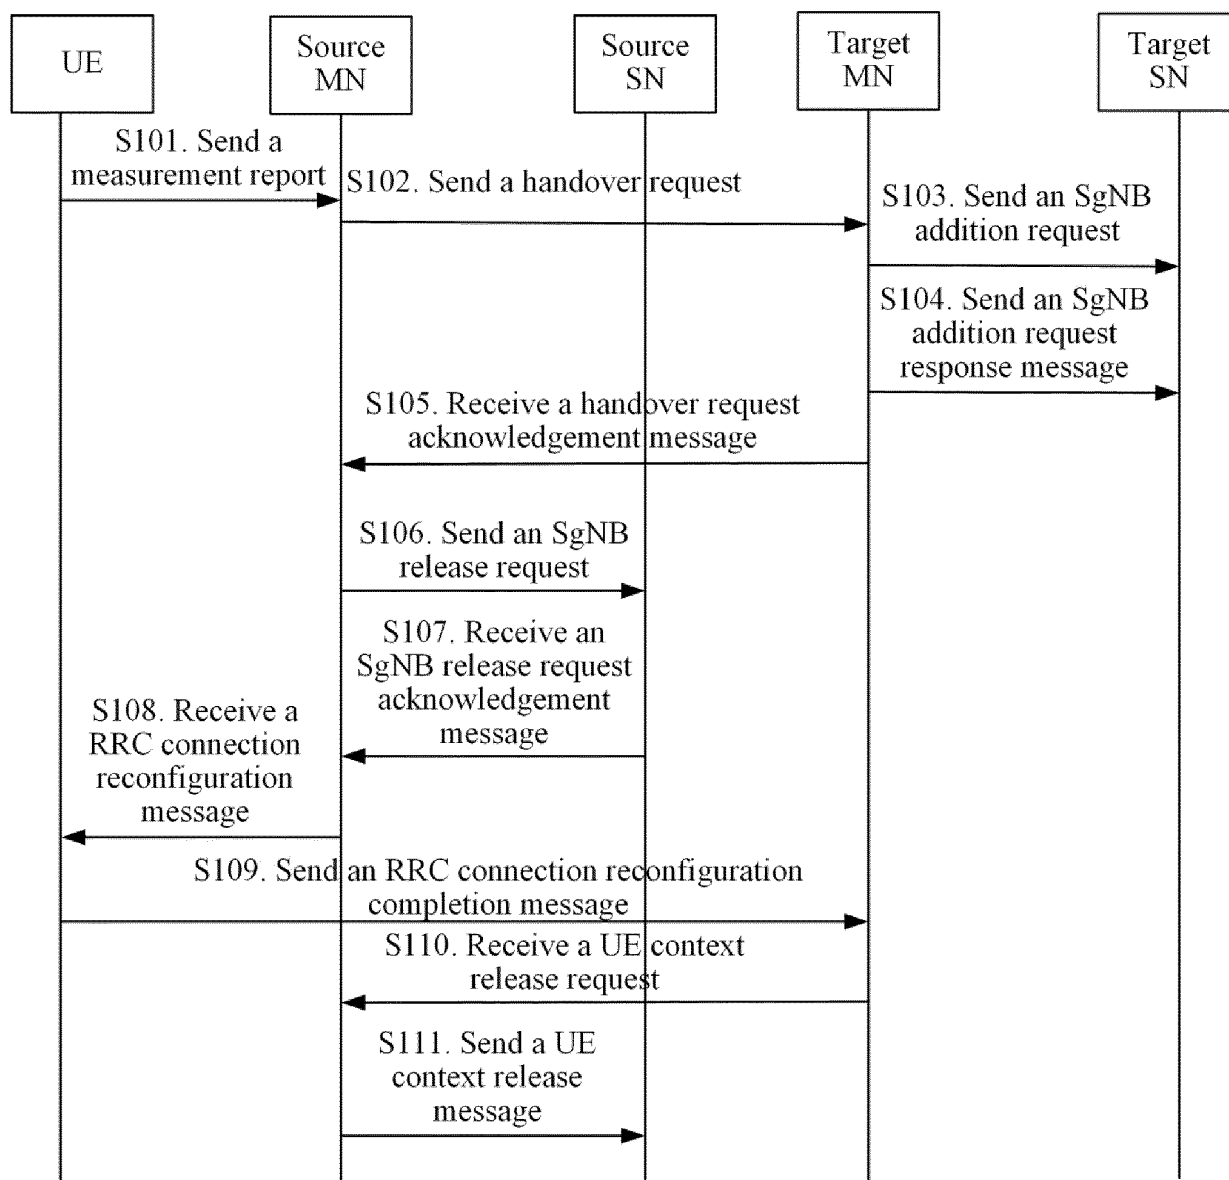 UE
Source
MN
Source
SN
Target
MN
Target
SN
S101. Send a
measurement report
S102. Send a handover request
S103. Send an SgNB
addition request
S104. Send an SgNB
addition request
response message
S105. Receive a handover request
acknowledgement message
S106. Send an SgNB
release request
S107. Receive an
SgNB release request
acknowledgement
message
S108. Receive a
RRC connection
reconfiguration
message
S109. Send an RRC connection reconfiguration
completion message
S110. Receive a UE context
release request
S111. Send a UE
context release
message